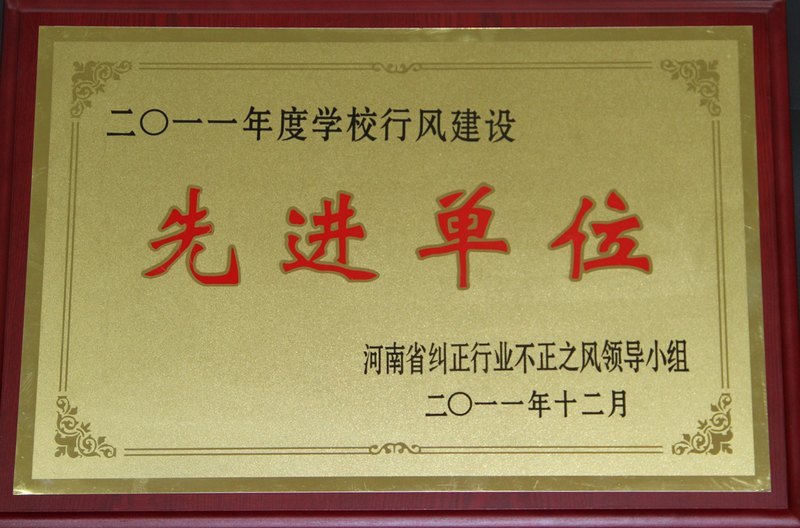 二〇一一年度学校行风建设
先进单位
河南省纠正行业不正之风领导小组
二〇一一年十二月